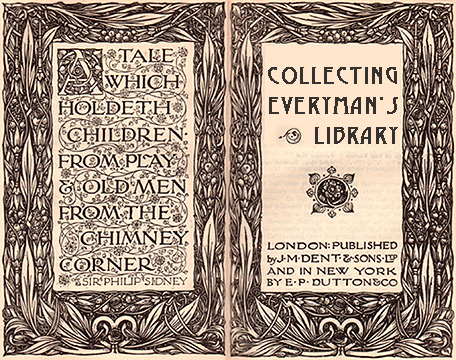 A TALE
WHICH
HOLDETH
CHILDREN
FROM PLAY
& OLD MEN
FROM THE
CHIMNEY
CORNER
SIR PHILIP SIDNEY
COLLECTING
EVERYMAN'S
LIBRARY
LONDON: PUBLISHED
by J·M·DENT & SONS·LTD
AND IN NEW YORK
BY E·P·DUTTON & CO